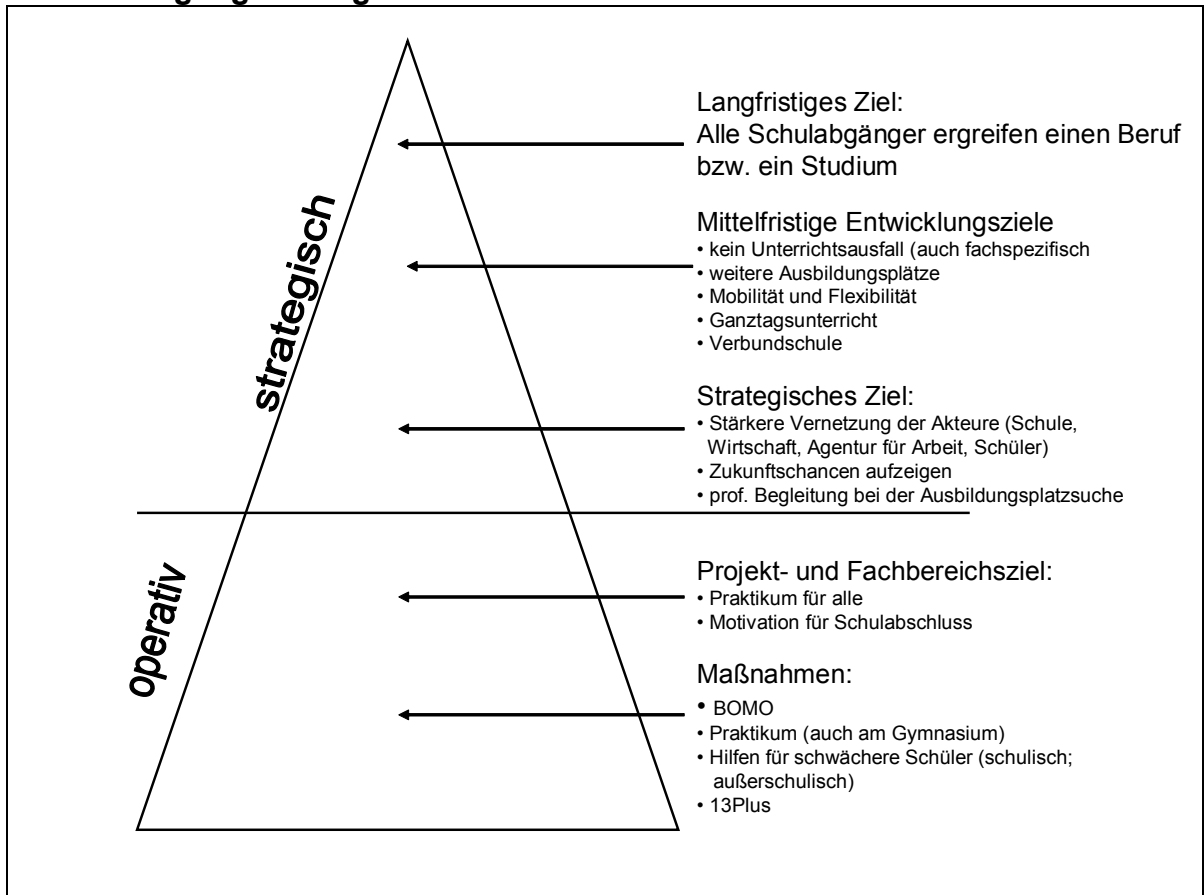 Langfristiges Ziel:
Alle Schulabgänger ergreifen einen Beruf
bzw. ein Studium
strategisch
Mittelfristige Entwicklungsziele
• kein Unterrichtsausfall (auch fachspezifisch
• weitere Ausbildungsplätze
• Mobilität und Flexibilität
• Ganztagsunterricht
• Verbundschule
Strategisches Ziel:
• Stärkere Vernetzung der Akteure (Schule,
Wirtschaft, Agentur für Arbeit, Schüler)
• Zukunftschancen aufzeigen
• prof. Begleitung bei der Ausbildungsplatzsuche
operativ
Projekt- und Fachbereichsziel:
• Praktikum für alle
• Motivation für Schulabschluss
Maßnahmen:
• BOMO
• Praktikum (auch am Gymnasium)
• Hilfen für schwächere Schüler (schulisch;
außerschulisch)
• 13Plus